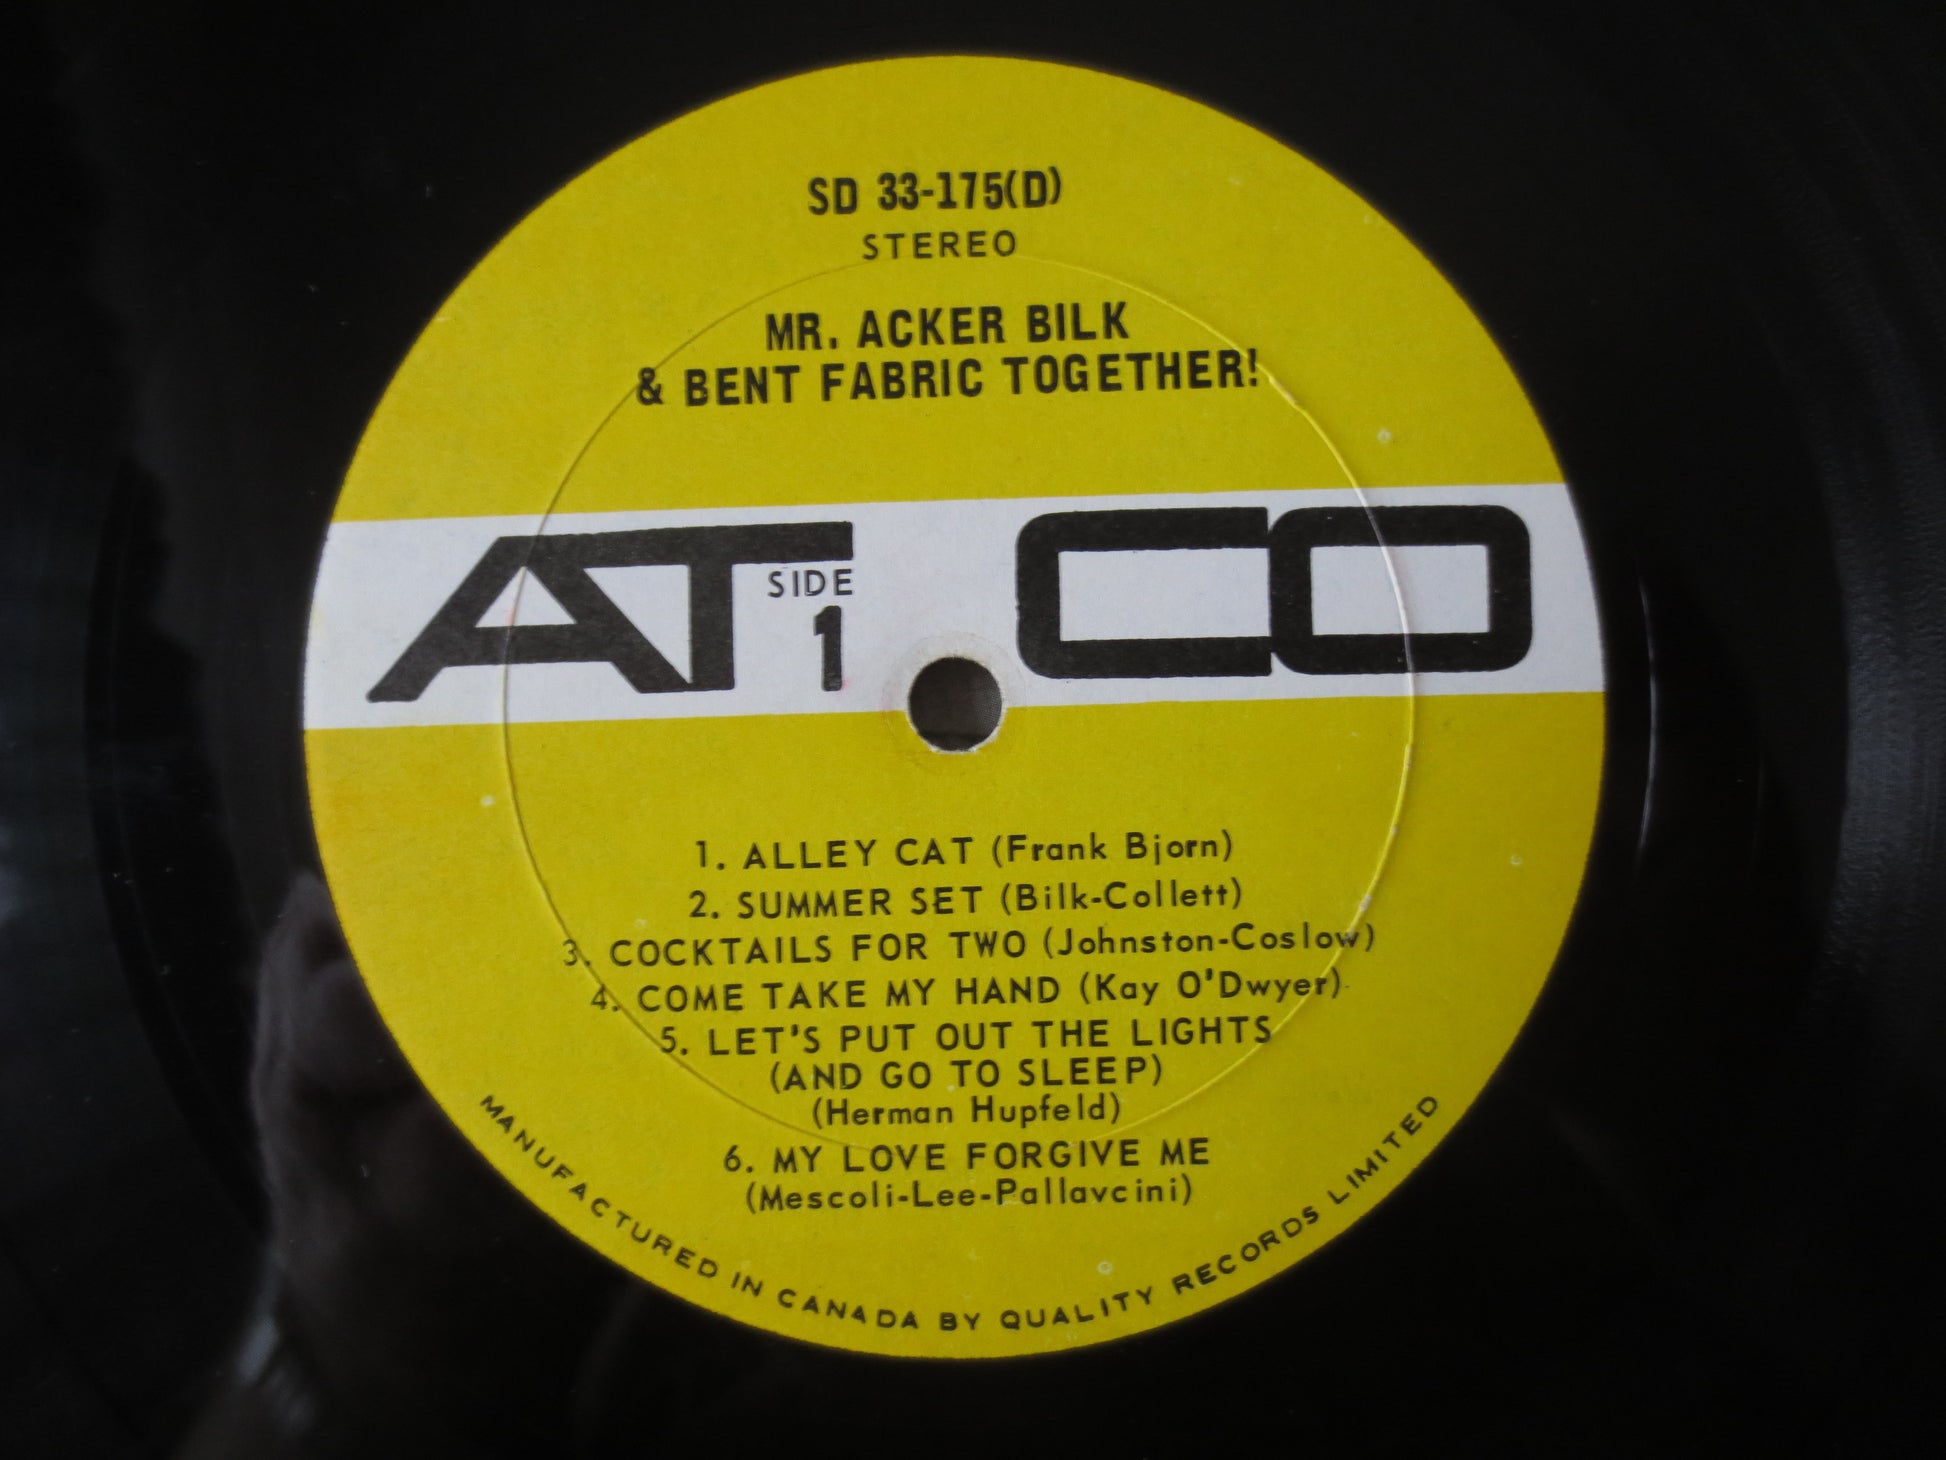 SD 33-175(D)
STEREO
MR. ACKER BILK
& BENT FABRIC TOGETHER!
ATCO
SIDE
1
1. ALLEY CAT (Frank Bjorn)
2. SUMMER SET (Bilk-Collett)
3. COCKTAILS FOR TWO (Johnston-Coslow)
4. COME TAKE MY HAND (Kay O'Dwyer)
5. LET'S PUT OUT THE LIGHTS
(AND GO TO SLEEP)
(Herman Hupfeld)
6. MY LOVE FORGIVE ME
(Mescoli-Lee-Pallavcini)
MANUFACTURED IN CANADA BY QUALITY RECORDS LIMITED